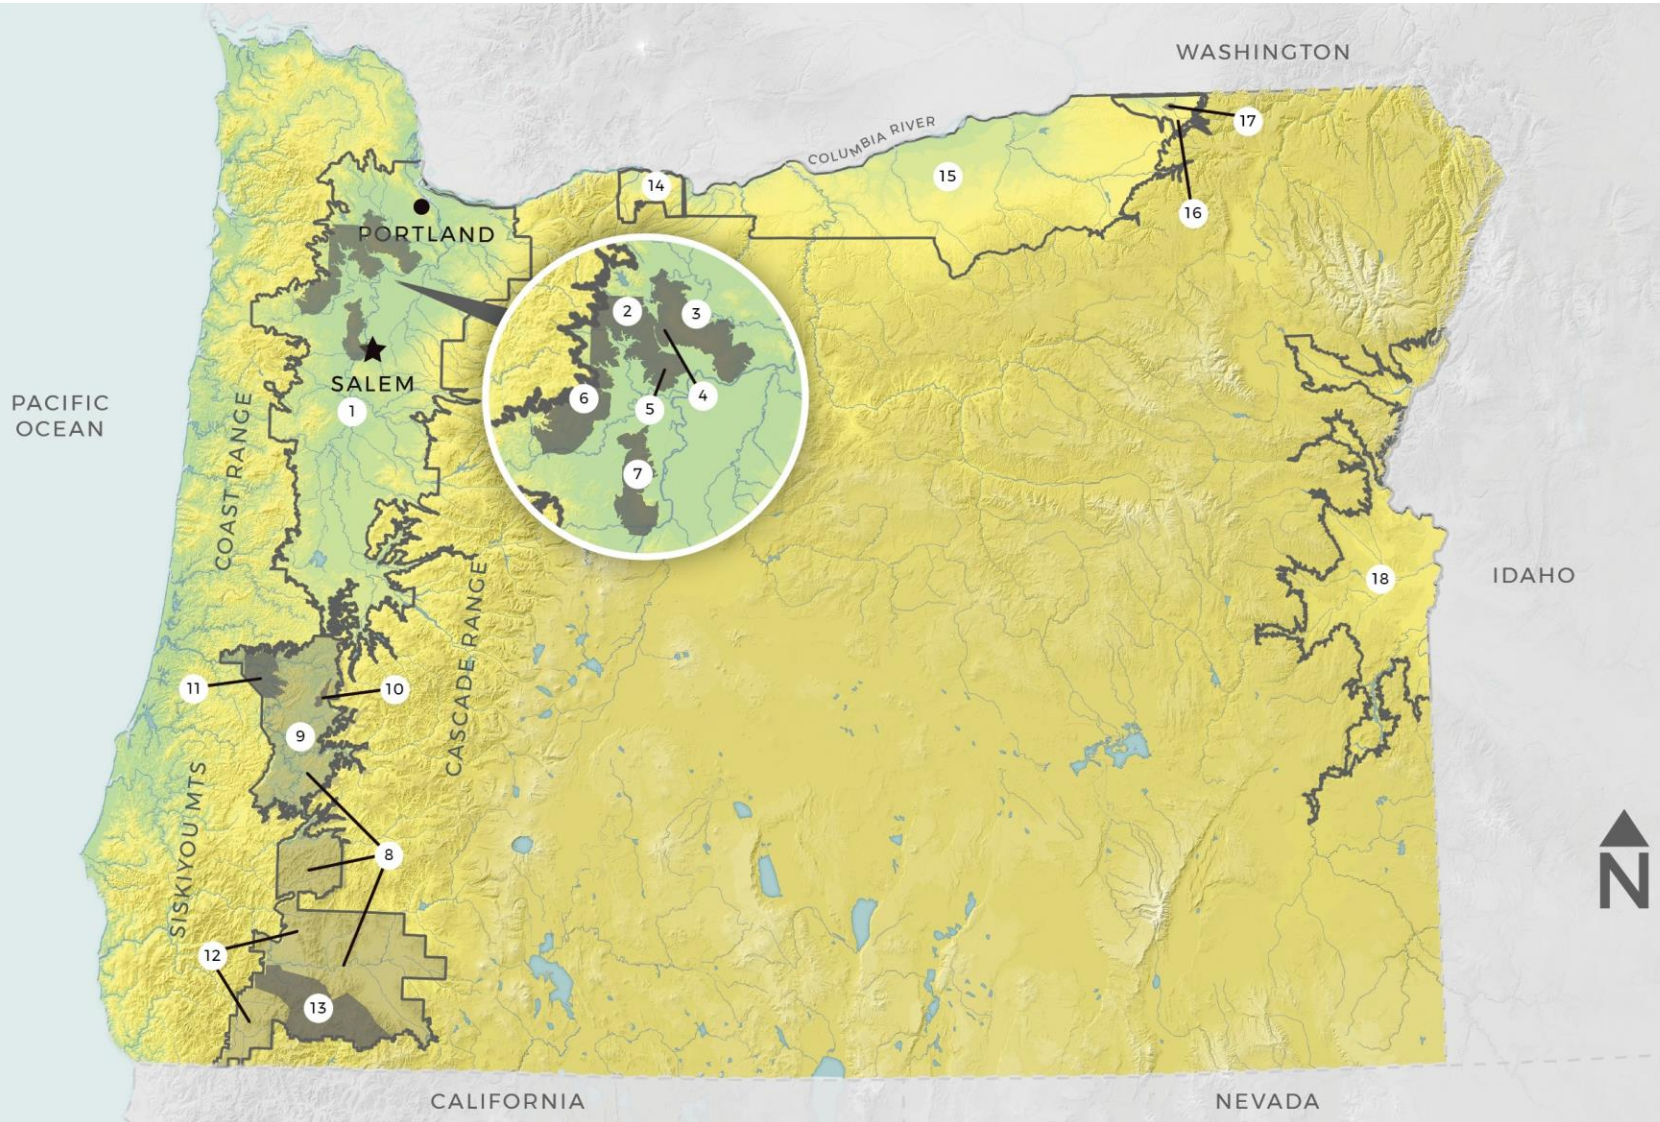 WASHINGTON
COLUMBIA RIVER
17
14
15
16
PORTLAND
2
3
SALEM
1
6
5
4
7
PACIFIC
OCEAN
COAST RANGE
IDAHO
18
CASCADE RANGE
11
10
9
SISKIYOU MTS
8
12
13
N
CALIFORNIA
NEVADA